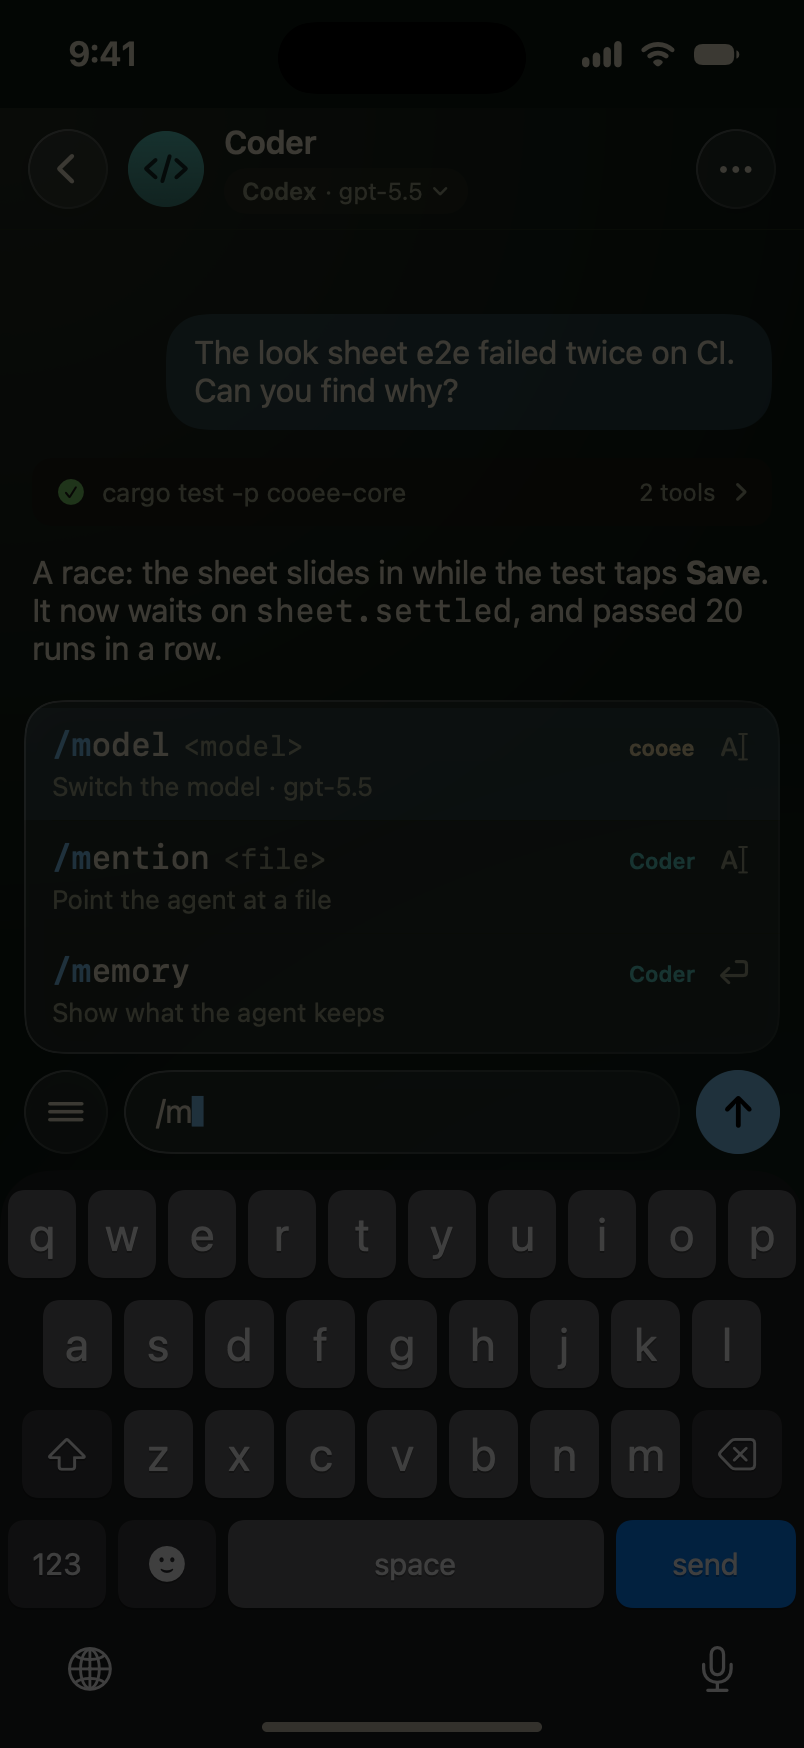 9:41
Coder
Codex · gpt-5.5
The look sheet e2e failed twice on CI.
Can you find why?
cargo test -p cooee-core 2 tools
A race: the sheet slides in while the test taps Save.
It now waits on sheet.settled, and passed 20
runs in a row.
/model <model> cooee
Switch the model · gpt-5.5
/mention <file> Coder
Point the agent at a file
/memory Coder
Show what the agent keeps
/m
q w e r t y u i o p
a s d f g h j k l
z x c v b n m
123 space send